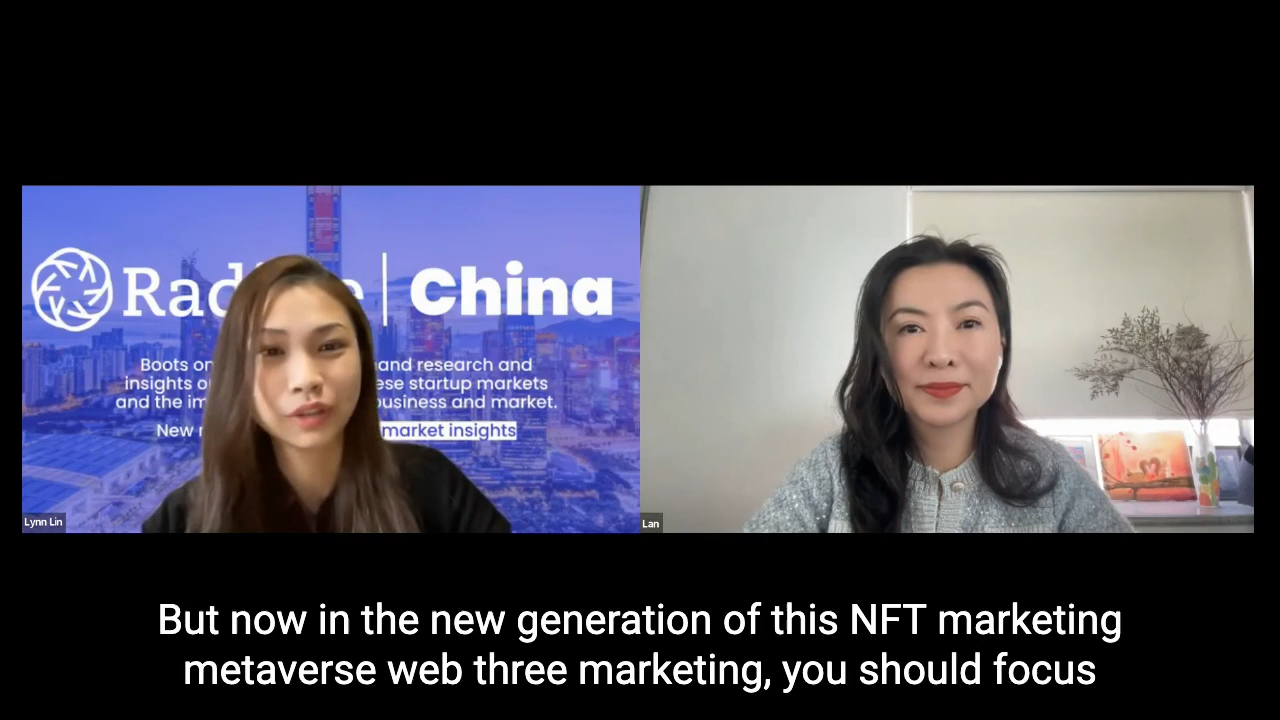 Rad
China
Boots on
and research and
insights
ese startup markets
and the im
business and market.
New
market insights
Lynn Lin
Lan
But now in the new generation of this NFT marketing
metaverse web three marketing, you should focus